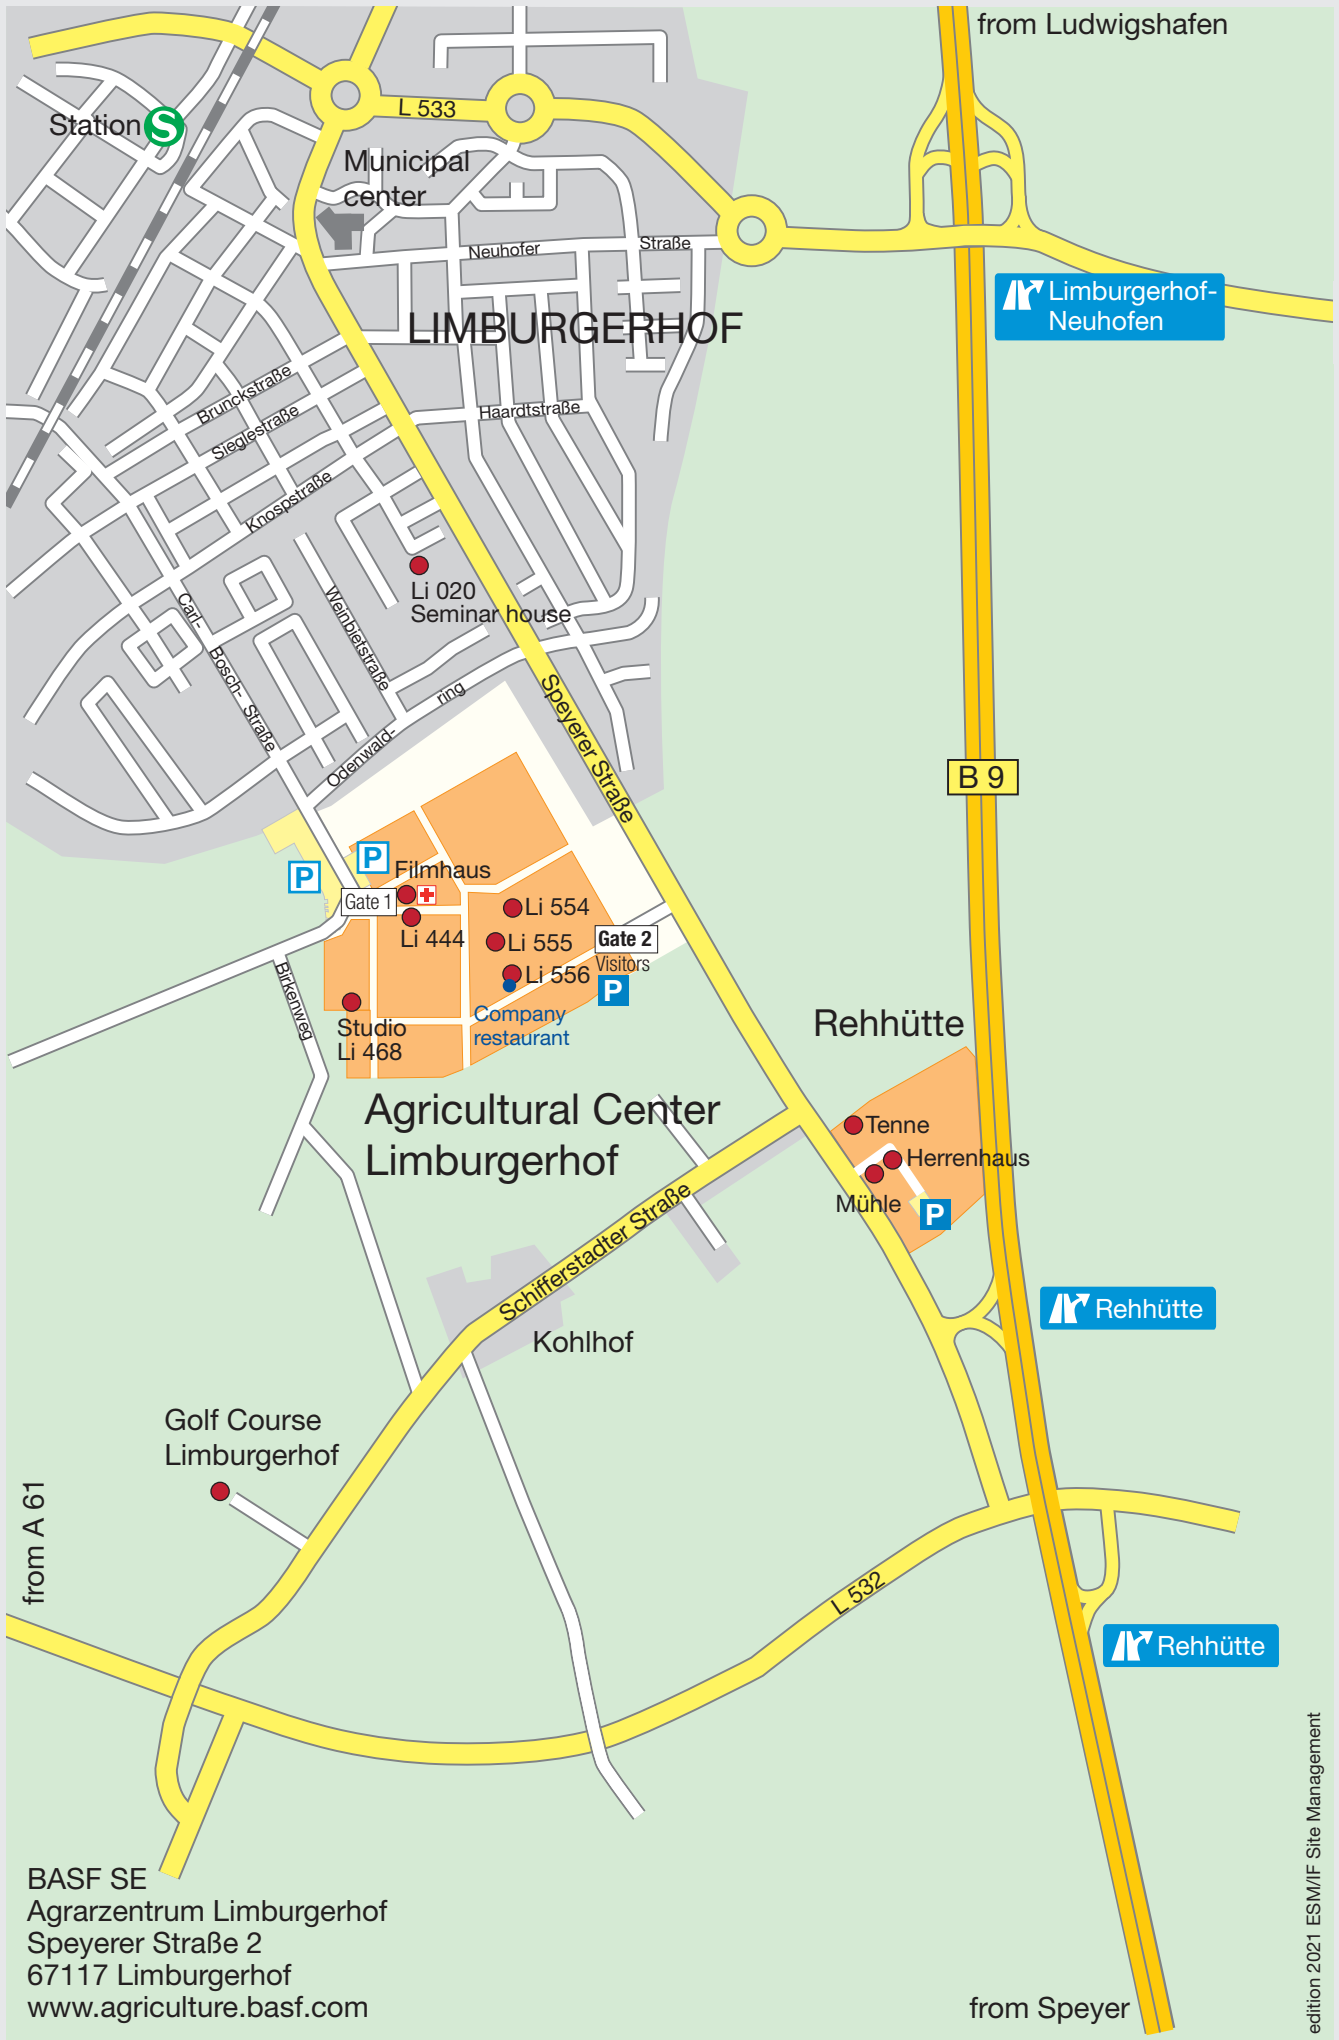 from Ludwigshafen
L 533
Station S
Municipal
center
Neuhofer Straße
Limburgerhof-
Neuhofen
LIMBURGERHOF
Brunckstraße
Sieglestraße
Haardtstraße
Knospstraße
Li 020
Seminar house
Carl- Bosch- Straße
Weinbietstraße
Odenwald- ring
Speyerer Straße
B 9
P
P
Filmhaus
Gate 1
Li 444
Li 554
Li 555
Li 556
Gate 2
Visitors
P
Company
restaurant
Birkenweg
Studio
Li 468
Rehhütte
Agricultural Center
Limburgerhof
Tenne
Herrenhaus
Mühle
P
Schifferstadter Straße
Rehhütte
Kohlhof
Golf Course
Limburgerhof
from A 61
L 532
Rehhütte
BASF SE
Agrarzentrum Limburgerhof
Speyerer Straße 2
67117 Limburgerhof
www.agriculture.basf.com
from Speyer
edition 2021 ESM/IF Site Management